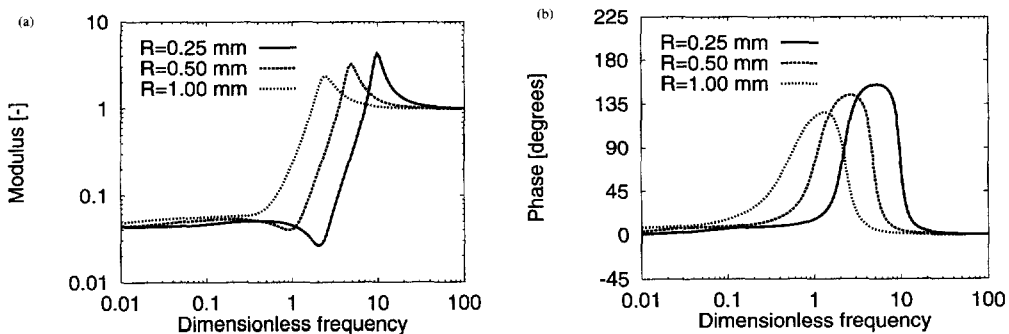 (a)
10
1
0.1
0.01
Modulus [-]
R=0.25 mm
R=0.50 mm
R=1.00 mm
0.01 0.1 1 10 100
Dimensionless frequency
(b)
225
180
135
90
45
0
-45
Phase [degrees]
R=0.25 mm
R=0.50 mm
R=1.00 mm
0.01 0.1 1 10 100
Dimensionless frequency